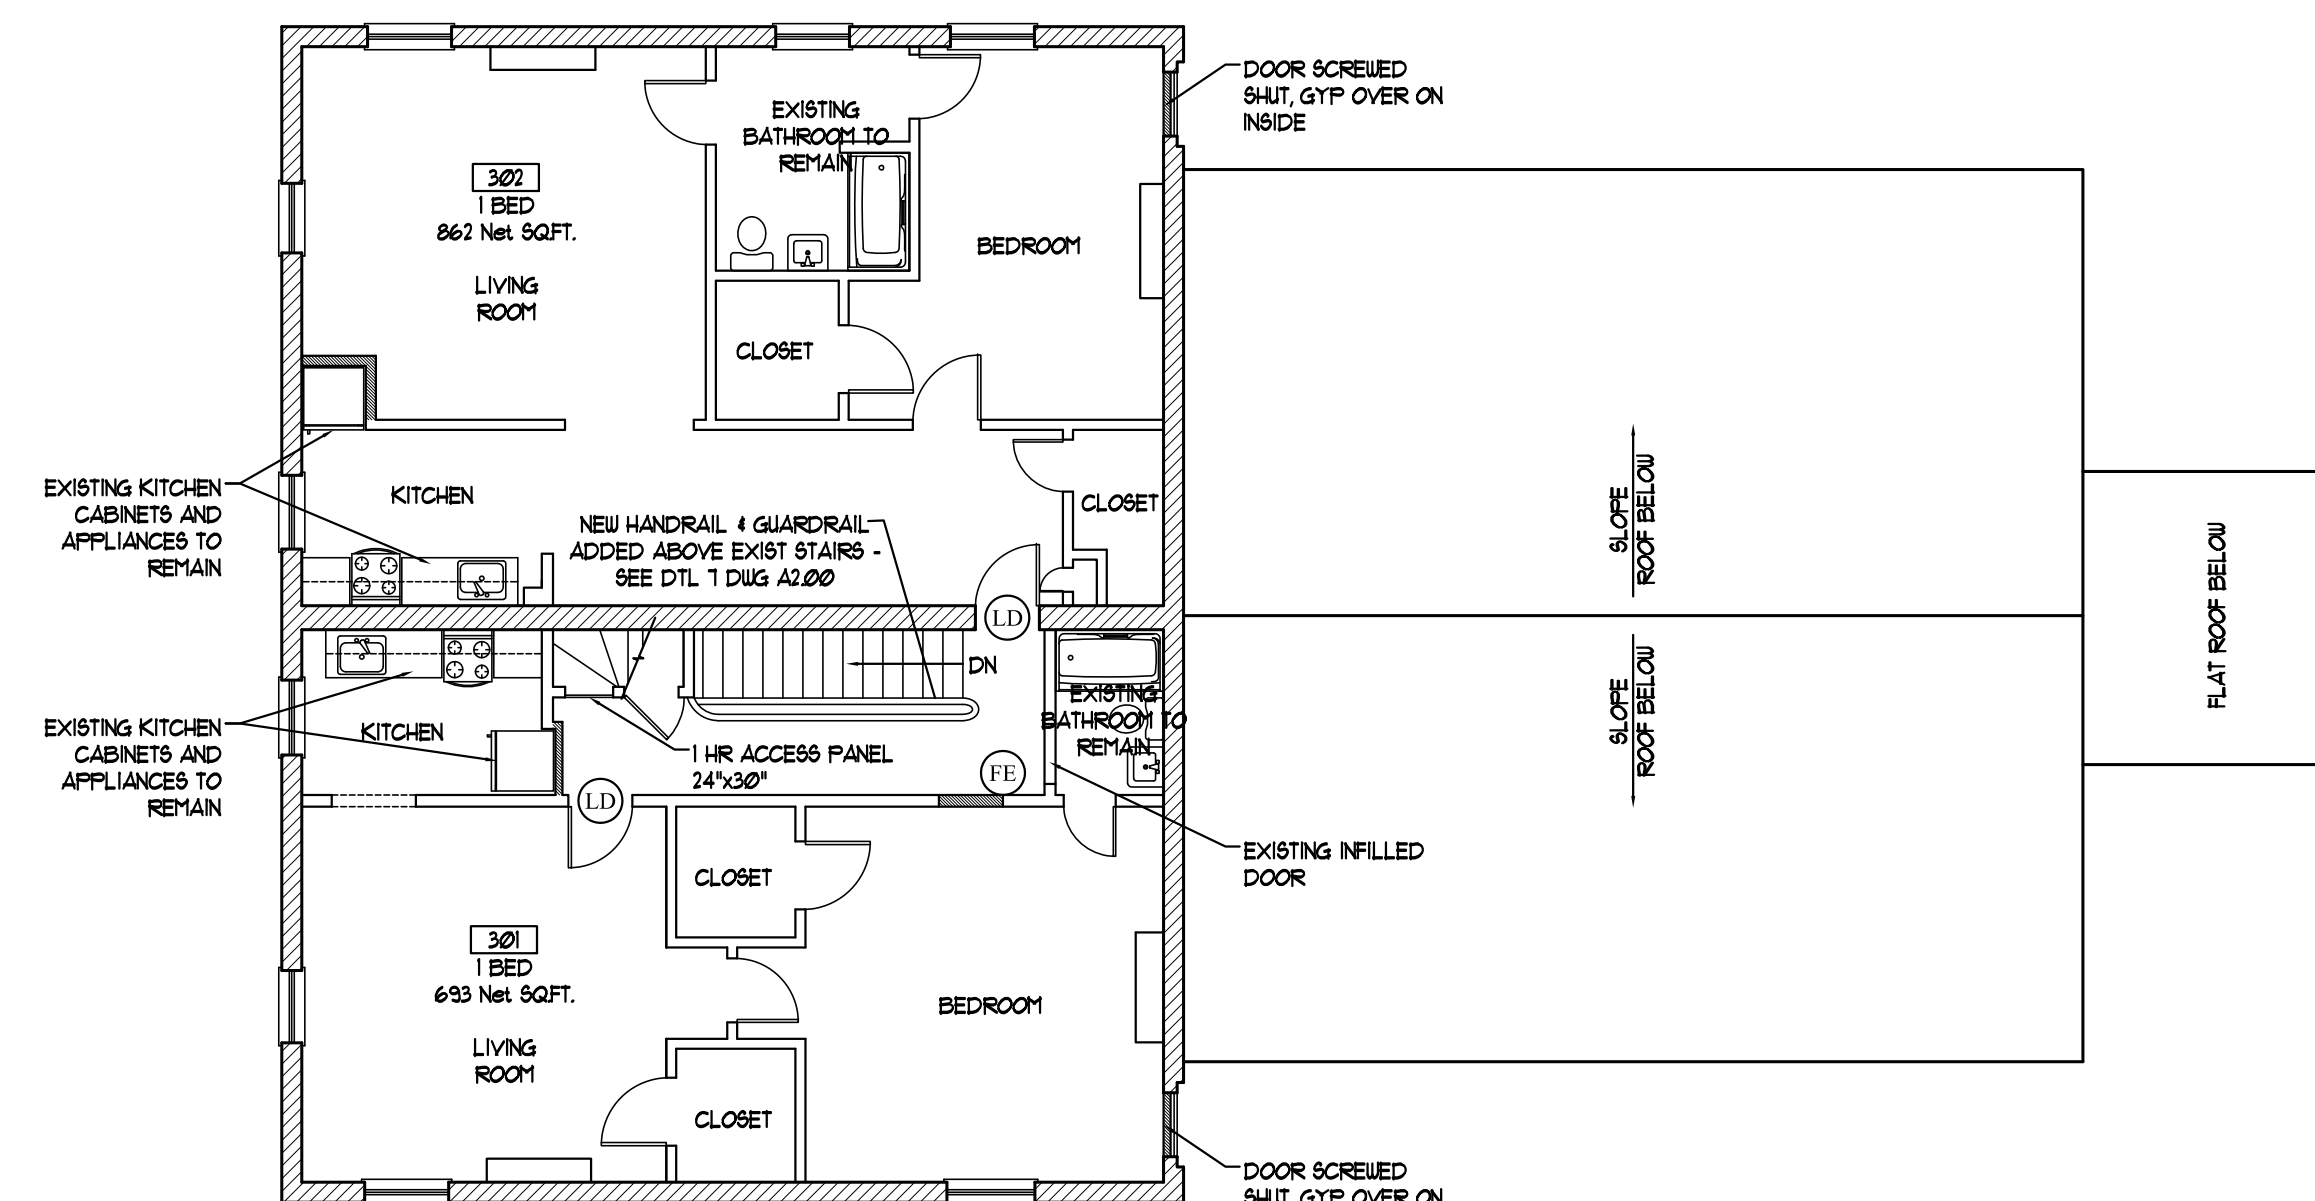 DOOR SCREWED
SHUT, GYP OVER ON
INSIDE
EXISTING
BATHROOM TO
REMAIN
302
1 BED
862 Net SQ.FT.
LIVING
ROOM
BEDROOM
CLOSET
EXISTING KITCHEN
CABINETS AND
APPLIANCES TO
REMAIN
KITCHEN
CLOSET
NEW HANDRAIL & GUARDRAIL
ADDED ABOVE EXIST STAIRS -
SEE DTL 7 DWG A2.00
LD
DN
SLOPE
ROOF BELOW
FLAT ROOF BELOW
SLOPE
ROOF BELOW
EXISTING
BATHROOM TO
REMAIN
EXISTING KITCHEN
CABINETS AND
APPLIANCES TO
REMAIN
KITCHEN
1 HR ACCESS PANEL
24"x30"
FE
LD
EXISTING INFILLED
DOOR
CLOSET
301
1 BED
693 Net SQ.FT.
LIVING
ROOM
BEDROOM
CLOSET
DOOR SCREWED
SHUT, GYP OVER ON